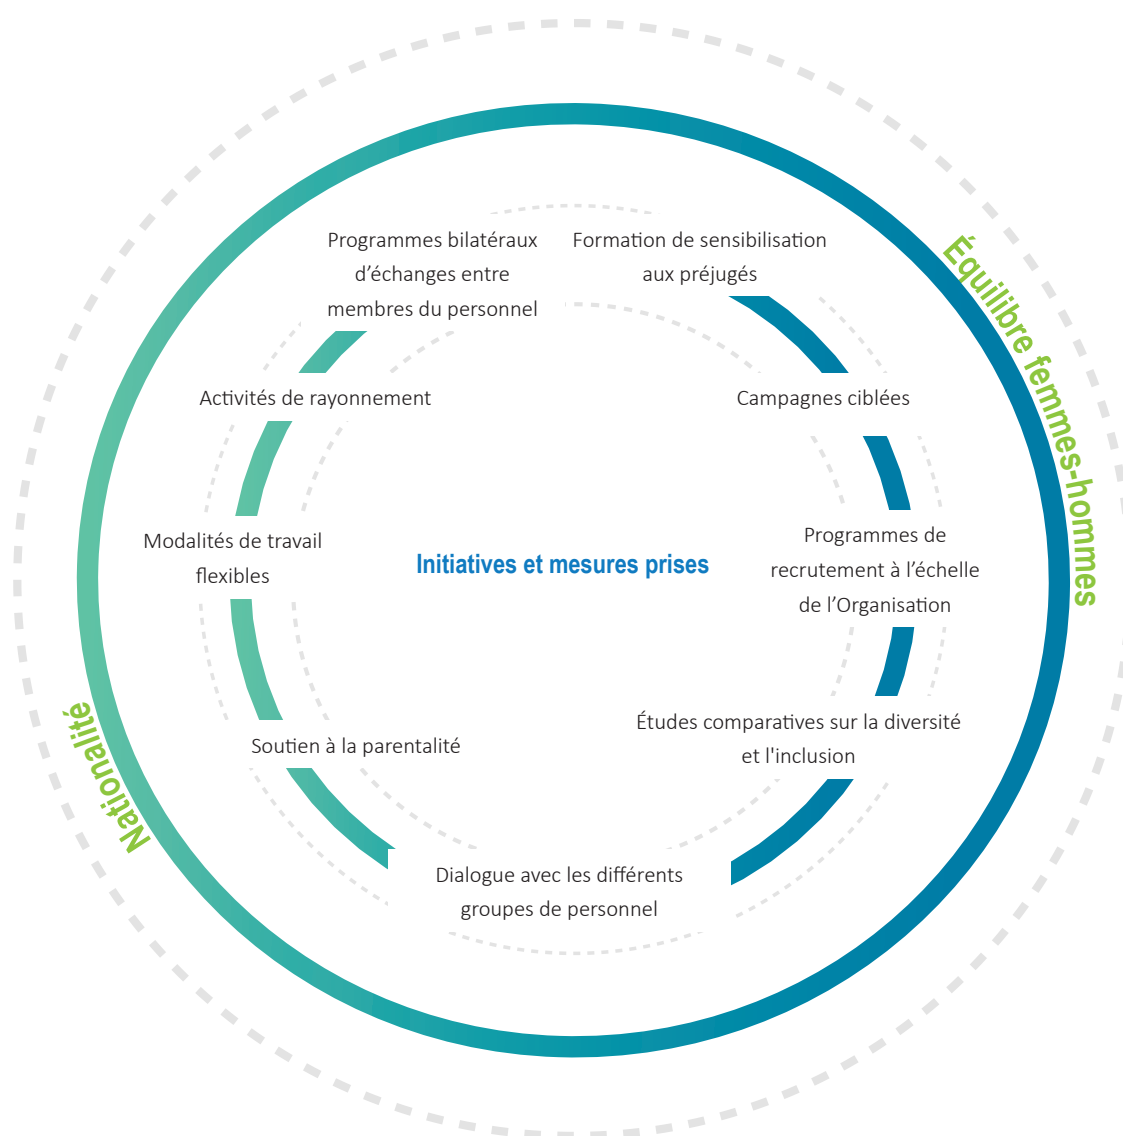 Programmes bilatéraux
d’échanges entre
membres du personnel
Formation de sensibilisation
aux préjugés
Équilibre femmes-hommes
Activités de rayonnement
Campagnes ciblées
Modalités de travail
flexibles
Initiatives et mesures prises
Programmes de
recrutement à l’échelle
de l’Organisation
Nationalité
Soutien à la parentalité
Études comparatives sur la diversité
et l'inclusion
Dialogue avec les différents
groupes de personnel